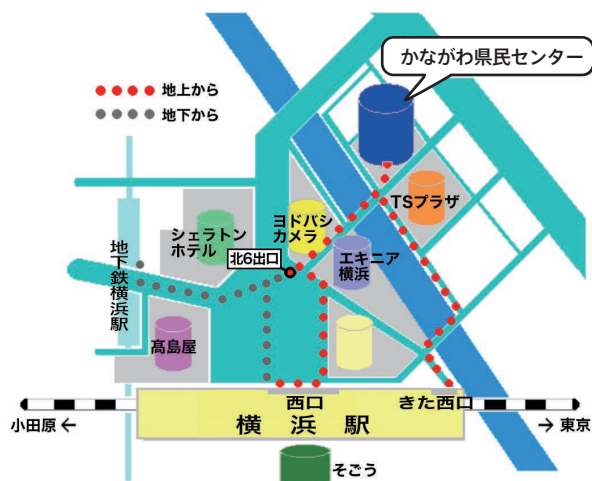 かながわ県民センター
地上から
地下から
TSプラザ
ヨドバシ
カメラ
シェラトン
ホテル
エキニア
横浜
北6出口
地下鉄横浜駅
髙島屋
西口
きた西口
横浜駅
小田原←
→東京
そごう